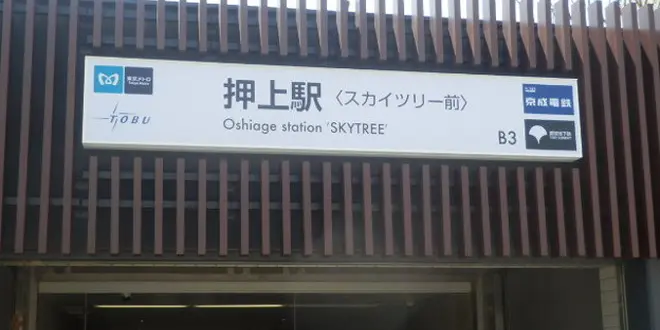 東京メトロ
TOBU
押上駅〈スカイツリー前〉
Oshiage station ‘SKYTREE’
京成電鉄
B3